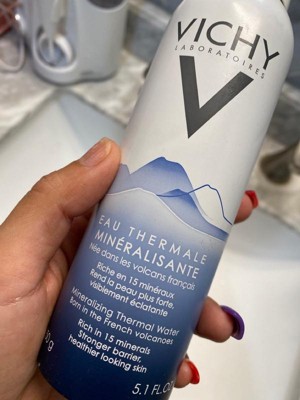 VICHY
LABORATOIRES
EAU THERMALE
MINÉRALISANTE
Née dans les volcans français
Riche en 15 minéraux
Rend la peau plus forte,
visiblement éclatante
Mineralizing Thermal Water
Born in the French volcanoes
Rich in 15 minerals
Stronger barrier,
healthier looking skin
5.1 FL.